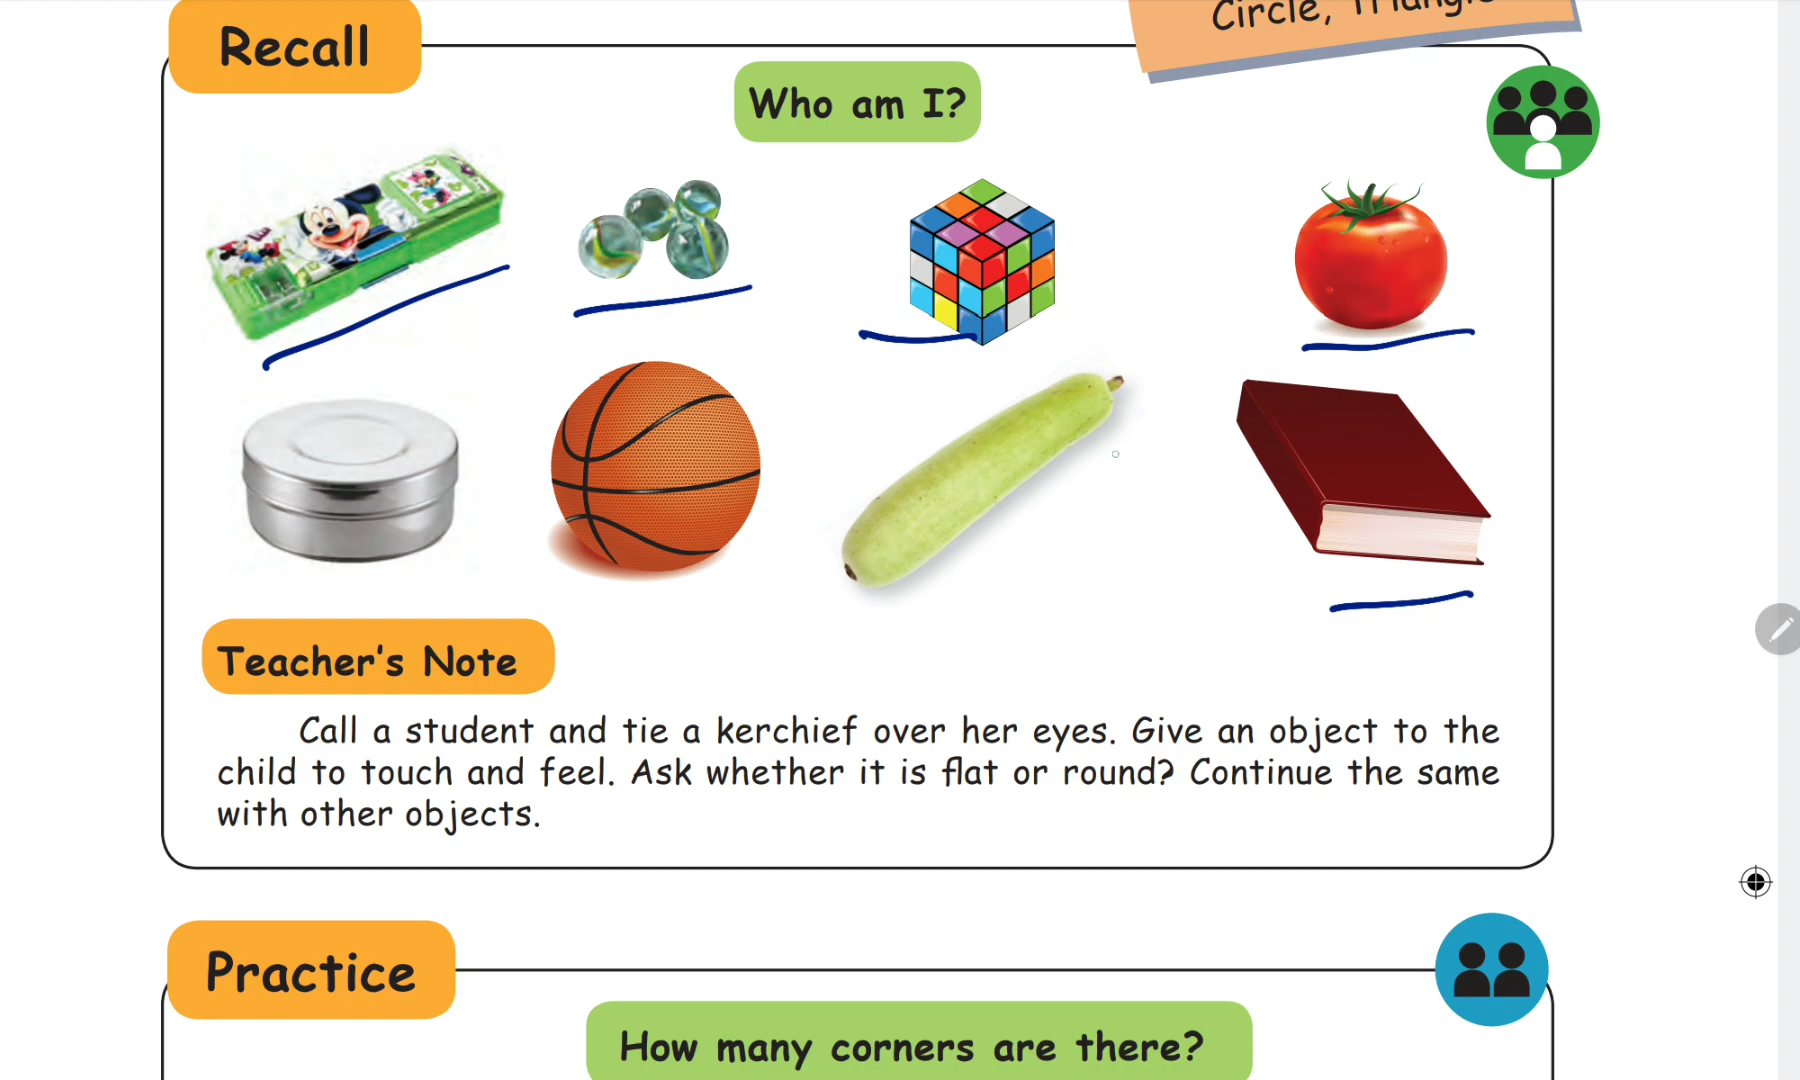 Circle, Triangle
Recall
Who am I?
Teacher's Note
Call a student and tie a kerchief over her eyes. Give an object to the
child to touch and feel. Ask whether it is flat or round? Continue the same
with other objects.
Practice
How many corners are there?